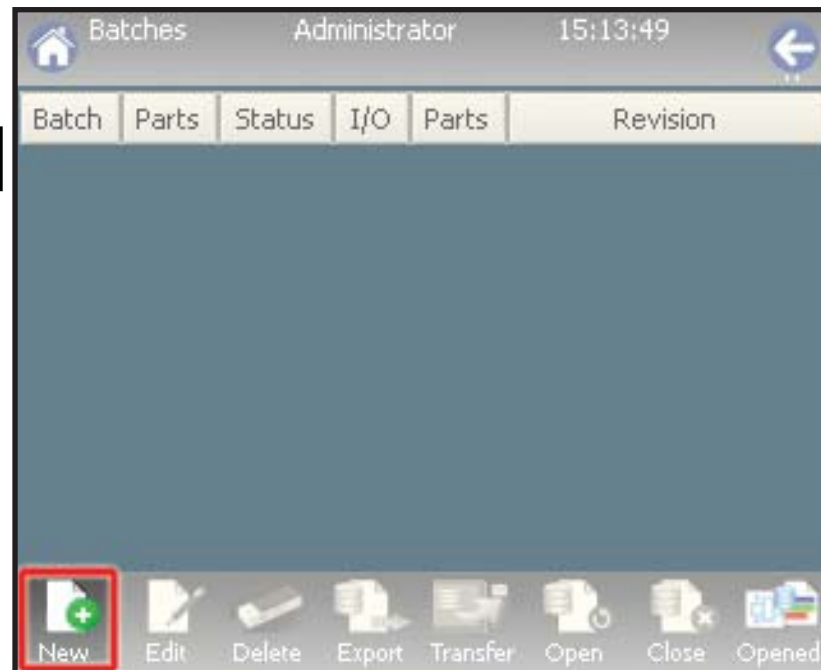 Batches Administrator 15:13:49
Batch Parts Status I/O Parts Revision
New Edit Delete Export Transfer Open Close Opened